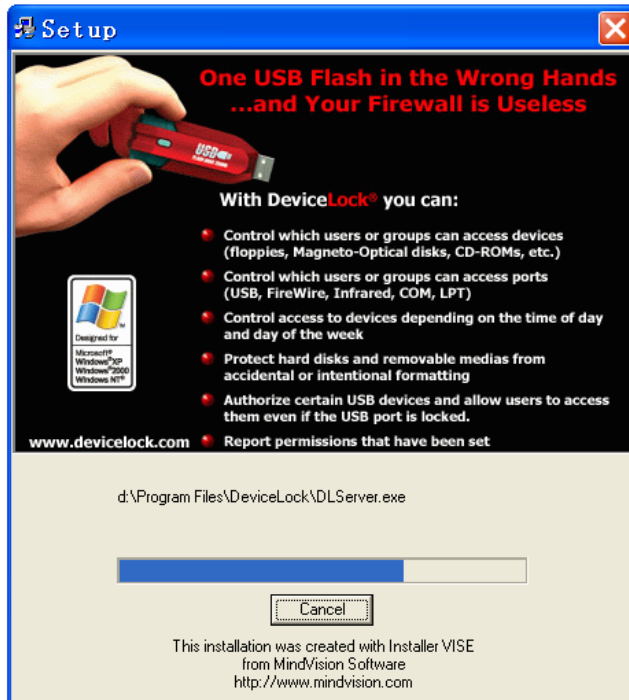 Setup
One USB Flash in the Wrong Hands
...and Your Firewall is Useless
USB
With DeviceLock® you can:
Control which users or groups can access devices
(floppies, Magneto-Optical disks, CD-ROMs, etc.)
Control which users or groups can access ports
(USB, FireWire, Infrared, COM, LPT)
Control access to devices depending on the time of day
and day of the week
Protect hard disks and removable medias from
accidental or intentional formatting
Authorize certain USB devices and allow users to access
them even if the USB port is locked.
Report permissions that have been set
Designed for
Microsoft®
Windows®XP
Windows®2000
Windows NT®
www.devicelock.com
d:\Program Files\DeviceLock\DLServer.exe
Cancel
This installation was created with Installer VISE
from MindVision Software
http://www.mindvision.com